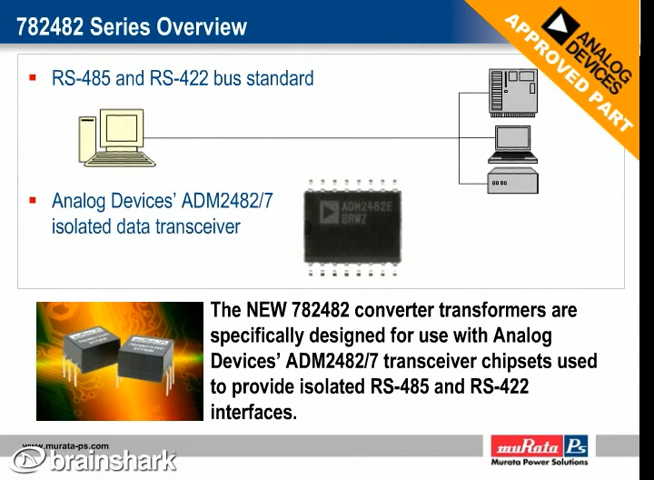 782482 Series Overview
ANALOG
DEVICES
APPROVED PART
RS-485 and RS-422 bus standard
Analog Devices' ADM2482/7
isolated data transceiver
ADM2482E
BRWZ
The NEW 782482 converter transformers are
specifically designed for use with Analog
Devices' ADM2482/7 transceiver chipsets used
to provide isolated RS-485 and RS-422
interfaces.
www.murata-ps.com
brainshark
muRata Ps
Murata Power Solutions